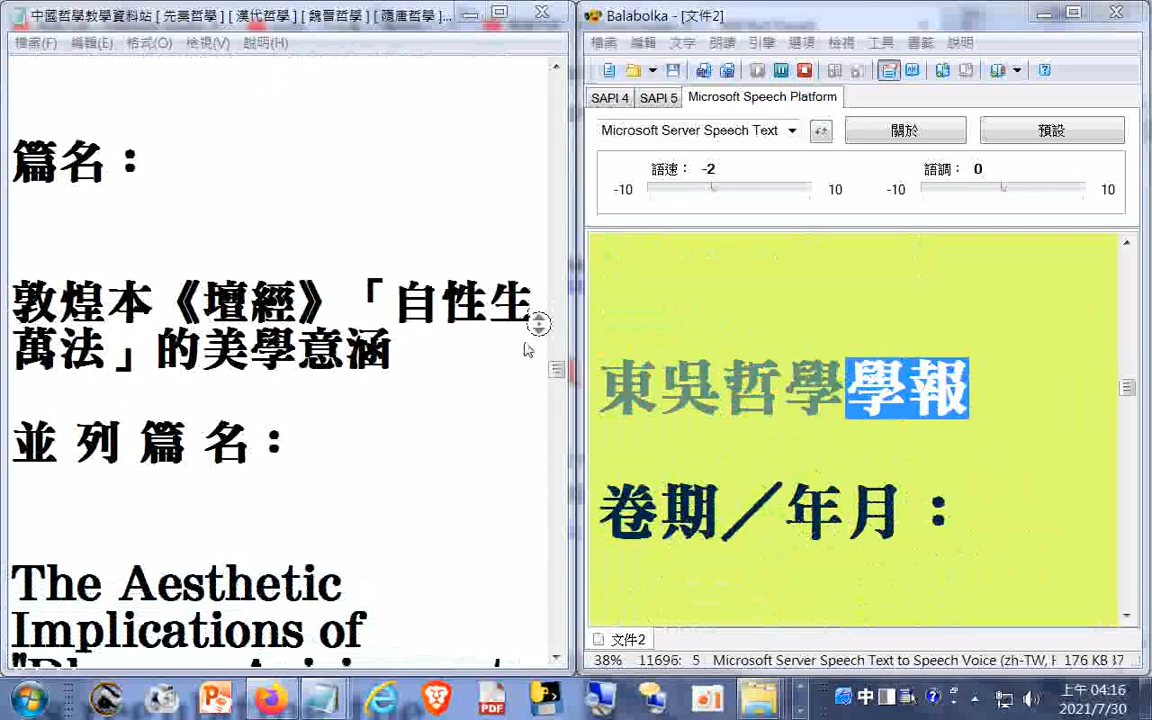 中國哲學教學資料站 [ 先秦哲學 ] [ 漢代哲學 ] [ 魏晉哲學 ] [ 隋唐哲學 ]...
檔案(F) 編輯(E) 格式(O) 檢視(V) 說明(H)
篇名：
敦煌本《壇經》「自性生
萬法」的美學意涵
並 列 篇 名：
The Aesthetic
Implications of
Balabolka - [文件2]
檔案 編輯 文字 朗讀 引擎 選項 檢視 工具 書籤 說明
SAPI 4 SAPI 5 Microsoft Speech Platform
Microsoft Server Speech Text 關於 預設
語速： -2 語調： 0
-10 10 -10 10
東吳哲學學報
卷期／年月：
文件2
38% 11696: 5 Microsoft Server Speech Text to Speech Voice (zh-TW, 176 KB
中
上午 04:16
2021/7/30